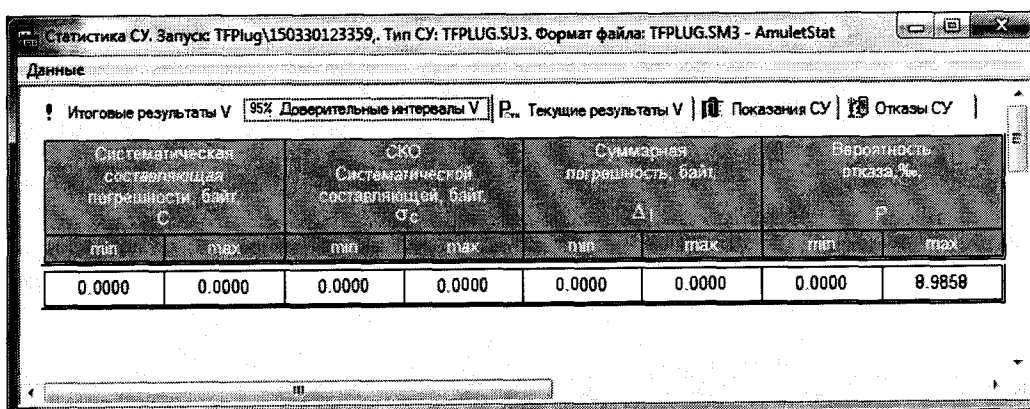 Статистика СУ. Запуск: TFPlug\150330123359,. Тип СУ: TFPLUG.SU3. Формат файла: TFPLUG.SM3 - AmuletStat
Данные
Итоговые результаты V 95% Доверительные интервалы V Текущие результаты V Показания СУ Отказы СУ
Систематическая составляющая погрешности, байт, C
СКО Систематической составляющей, байт, σc
Суммарная погрешность, байт, Δ1
Вероятность отказа,‰, P
min max min max min max min max
0.0000 0.0000 0.0000 0.0000 0.0000 0.0000 0.0000 8.9858